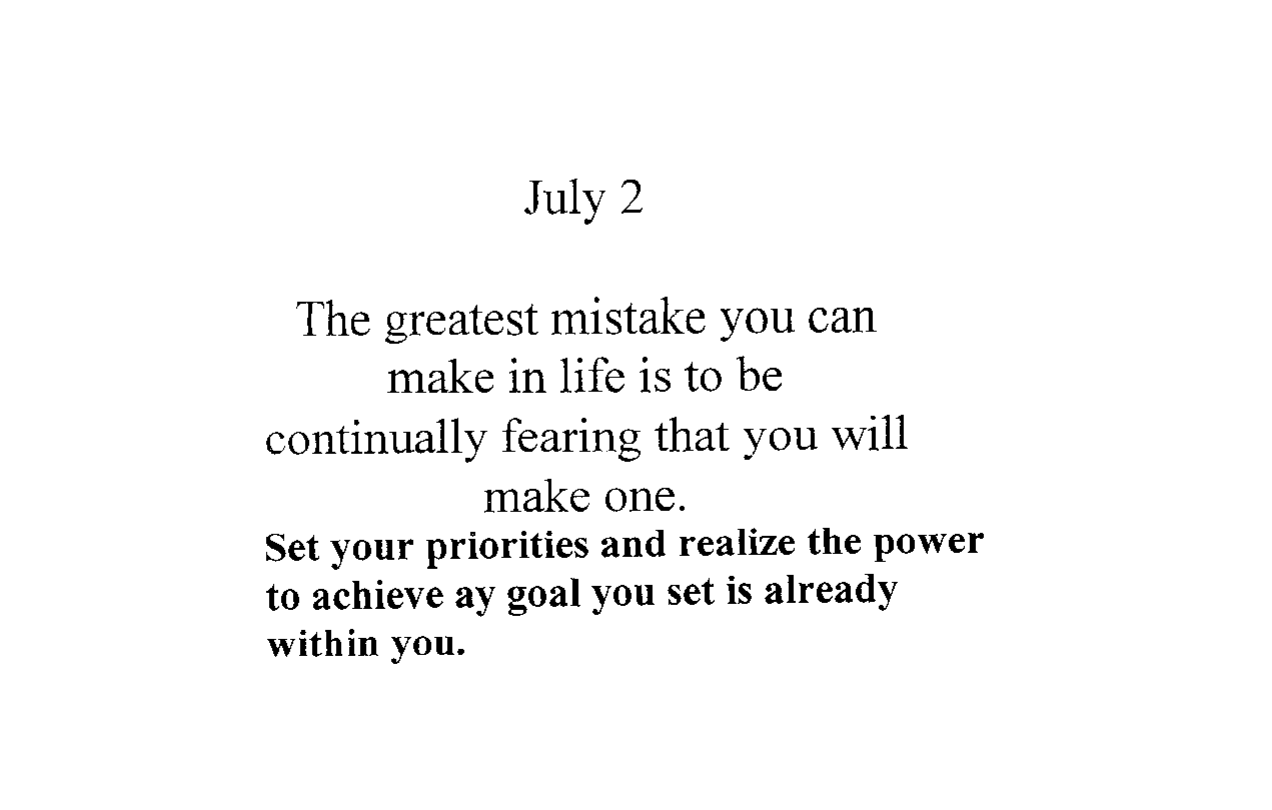 July 2
The greatest mistake you can
make in life is to be
continually fearing that you will
make one.
Set your priorities and realize the power
to achieve ay goal you set is already
within you.